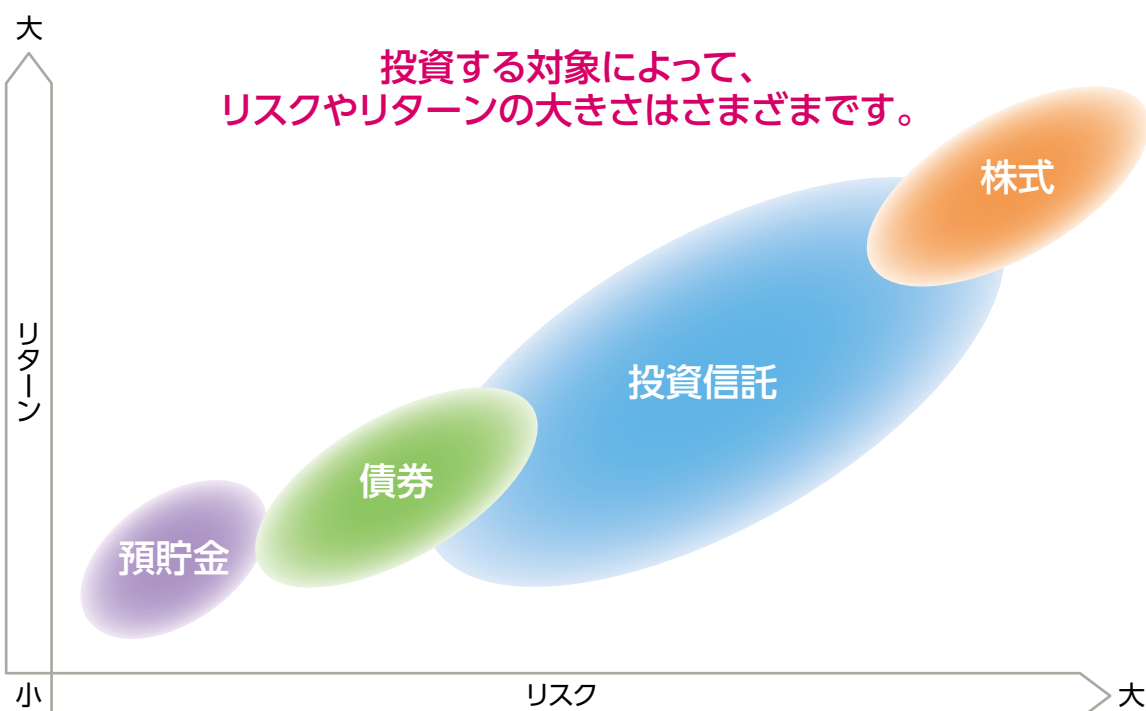 大
投資する対象によって、
リスクやリターンの大きさはさまざまです。
株式
リターン
投資信託
債券
預貯金
小
リスク
大